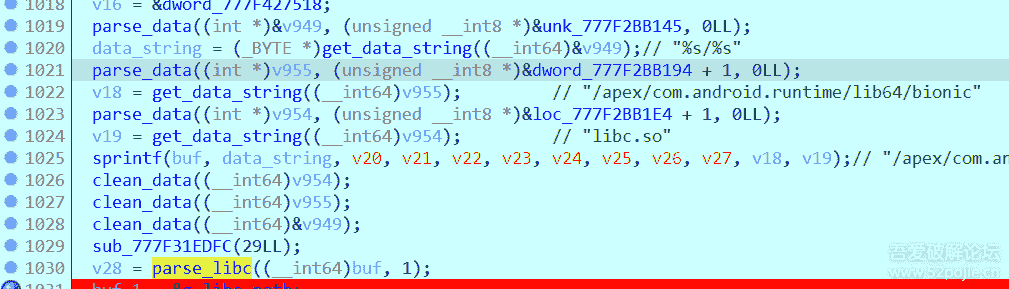 1018 v16 = &dword_777F427518;
1019 parse_data((int *)&v949, (unsigned __int8 *)&unk_777F2BB145, 0LL);
1020 data_string = (_BYTE *)get_data_string((__int64)&v949);// "%s/%s"
1021 parse_data((int *)v955, (unsigned __int8 *)&dword_777F2BB194 + 1, 0LL);
1022 v18 = get_data_string((__int64)v955); // "/apex/com.android.runtime/lib64/bionic"
1023 parse_data((int *)v954, (unsigned __int8 *)&loc_777F2BB1E4 + 1, 0LL);
1024 v19 = get_data_string((__int64)v954); // "libc.so"
1025 sprintf(buf, data_string, v20, v21, v22, v23, v24, v25, v26, v27, v18, v19);// "/apex/com.an
1026 clean_data((__int64)v954);
1027 clean_data((__int64)v955);
1028 clean_data((__int64)&v949);
1029 sub_777F31EDFC(29LL);
1030 v28 = parse_libc((__int64)buf, 1);
吾爱破解论坛
www.52pojie.cn